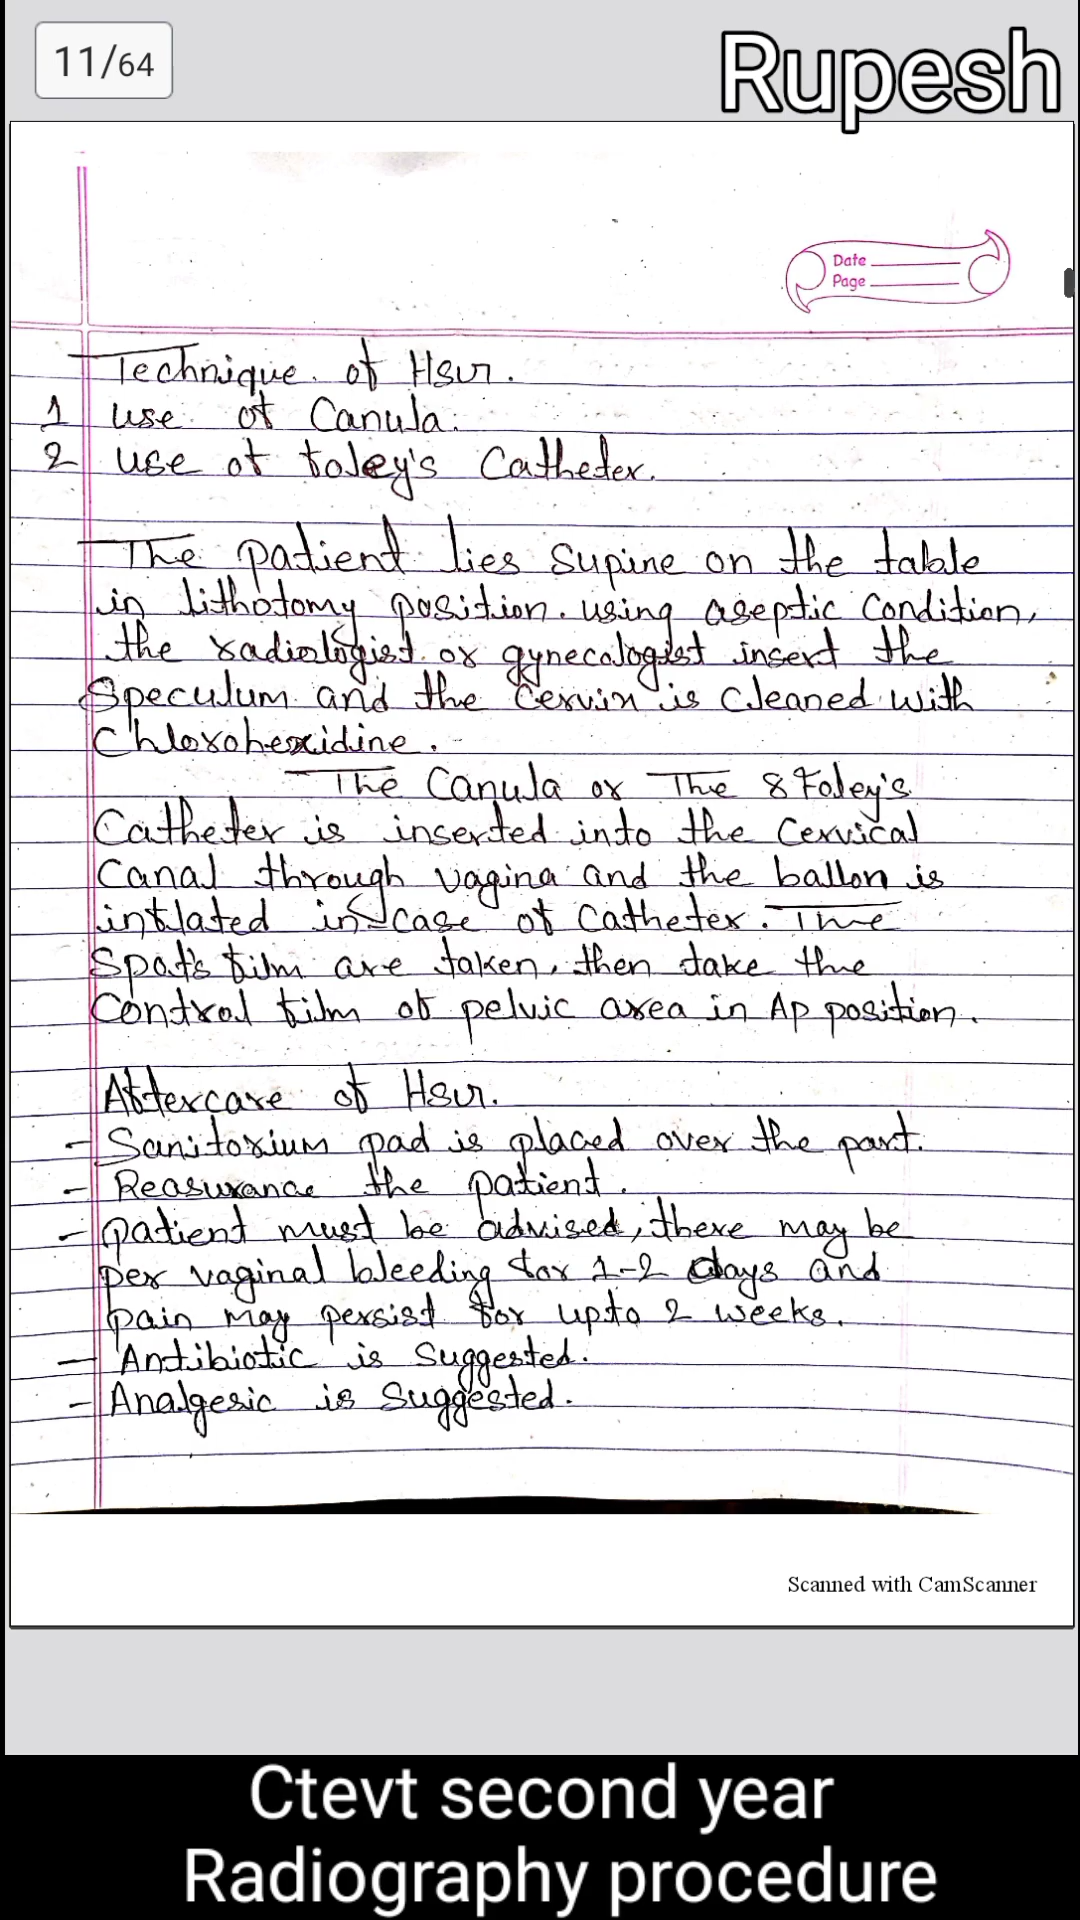 11/64
Rupesh
Date
Page
Technique of HSG.
1 use of Canula.
2 use of foley's Catheter.
The patient lies supine on the table
in lithotomy position. using aseptic condition,
the radiologist or gynecologist insert the
Speculum and the Cervix is cleaned with
Chlorohexidine.
The Canula or The 8 Foley's
Catheter is inserted into the Cervical
Canal through vagina and the ballon is
inflated in case of Catheter. The
Spot's film are taken, then take the
Control film of pelvic area in AP position.
Aftercare of HSG.
- Sanitorium pad is placed over the part.
- Reasurance the patient.
- patient must be advised, there may be
per vaginal bleeding for 1-2 days and
pain may persist for upto 2 weeks.
- Antibiotic is suggested.
- Analgesic is suggested.
Scanned with CamScanner
Ctevt second year
Radiography procedure